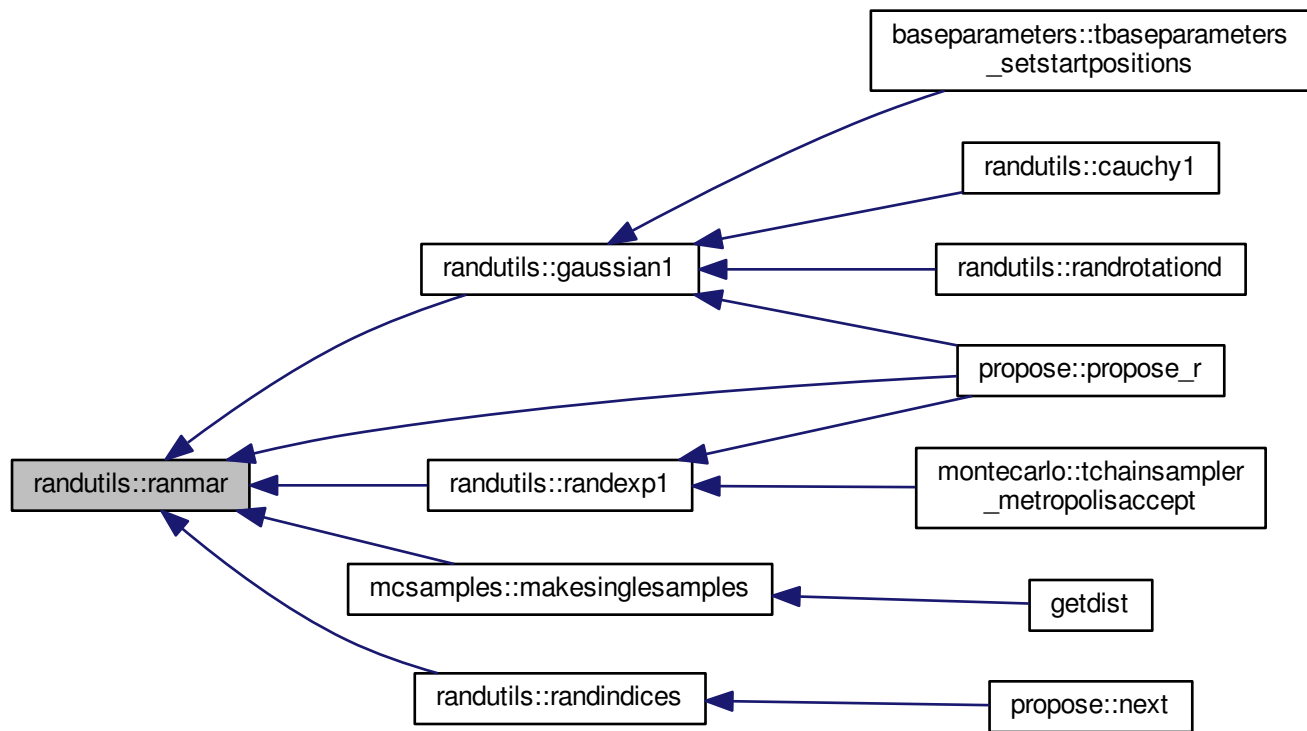 baseparameters::tbaseparameters
_setstartpositions
randutils::cauchy1
randutils::gaussian1
randutils::randrotationd
propose::propose_r
randutils::ranmar
randutils::randexp1
montecarlo::tchainsampler
_metropolisaccept
mcsamples::makesinglesamples
getdist
randutils::randindices
propose::next